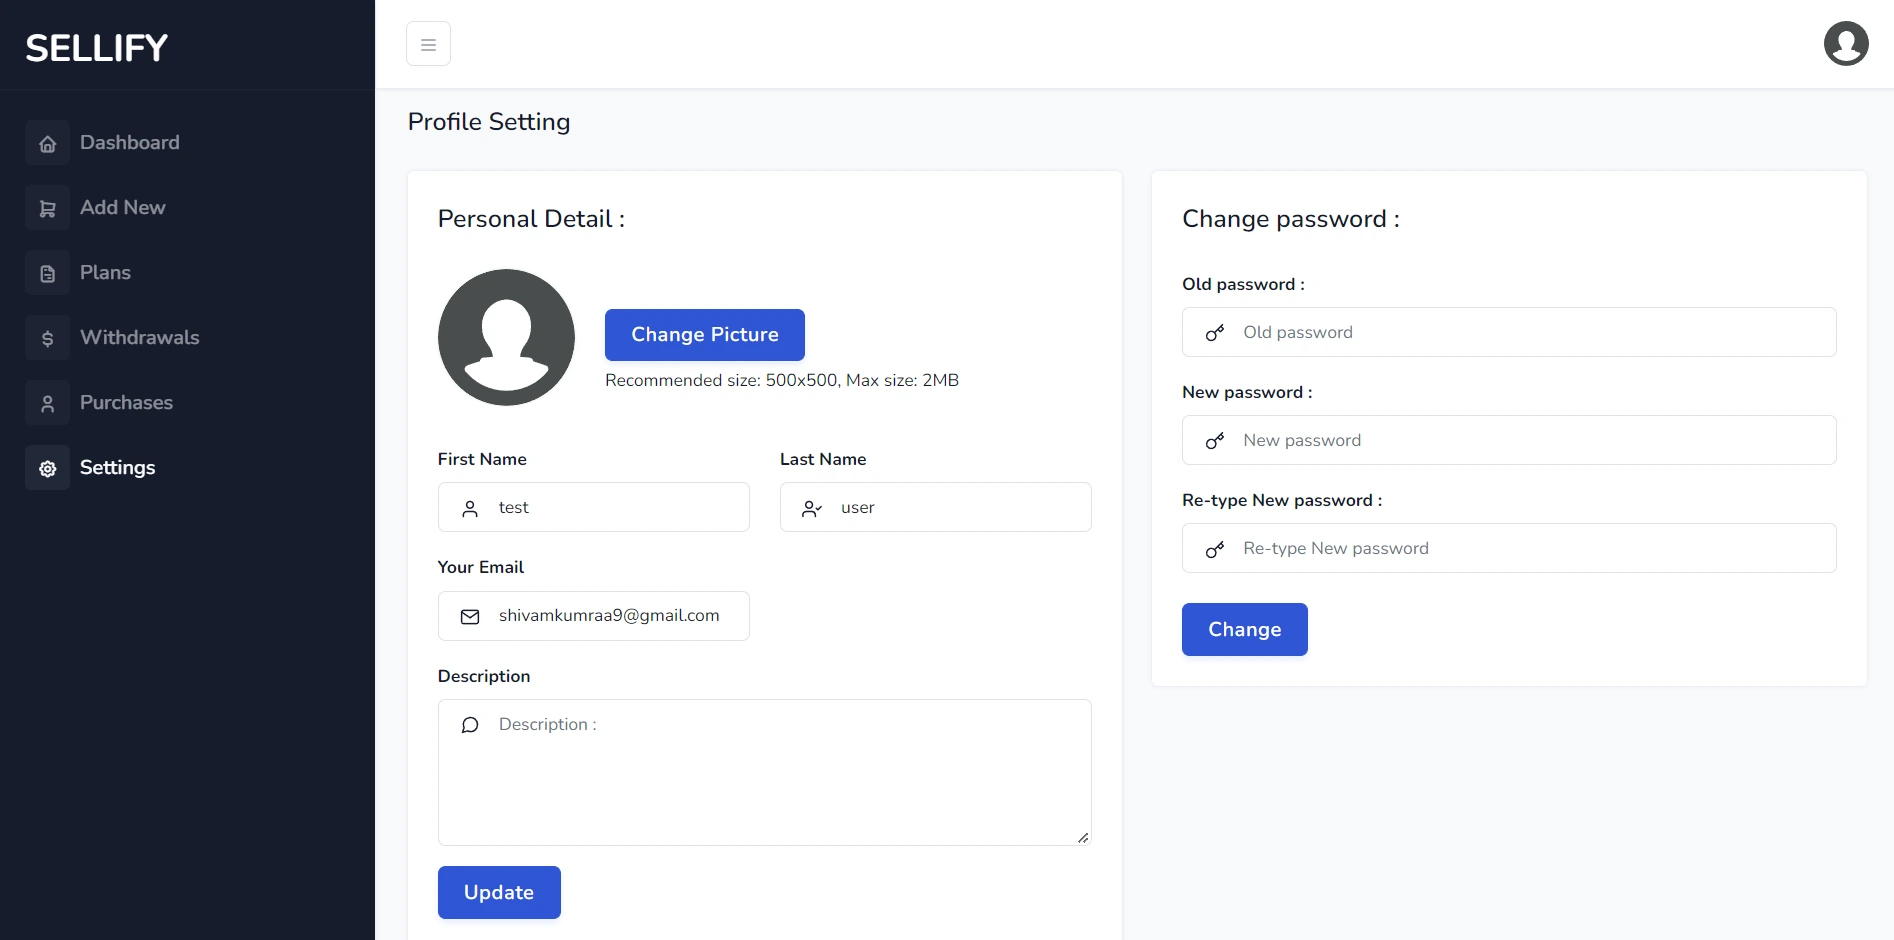 SELLIFY
Dashboard
Add New
Plans
Withdrawals
Purchases
Settings
Profile Setting
Personal Detail :
Change Picture
Recommended size: 500x500, Max size: 2MB
First Name
Last Name
test
user
Your Email
shivamkumraa9@gmail.com
Description
Description :
Update
Change password :
Old password :
Old password
New password :
New password
Re-type New password :
Re-type New password
Change